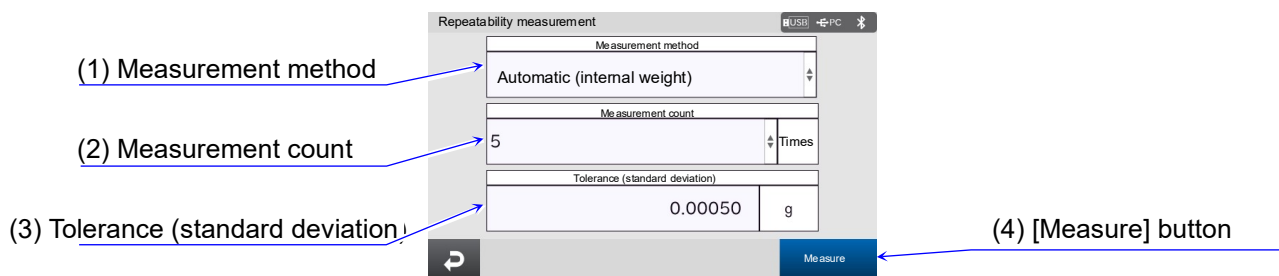 Repeatability measurement USB PC
Measurement method
(1) Measurement method
Automatic (internal weight)
Measurement count
(2) Measurement count
5 Times
Tolerance (standard deviation)
(3) Tolerance (standard deviation)
0.00050 g
(4) [Measure] button
Measure